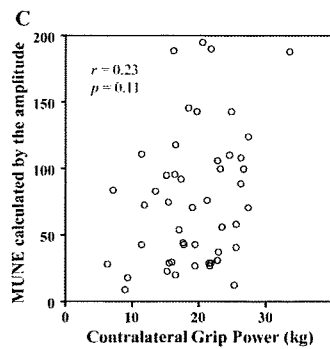 C
200
150
100
50
0
r = 0.23
p = 0.11
MUNE calculated by the amplitude
0 10 20 30 40
Contralateral Grip Power (kg)